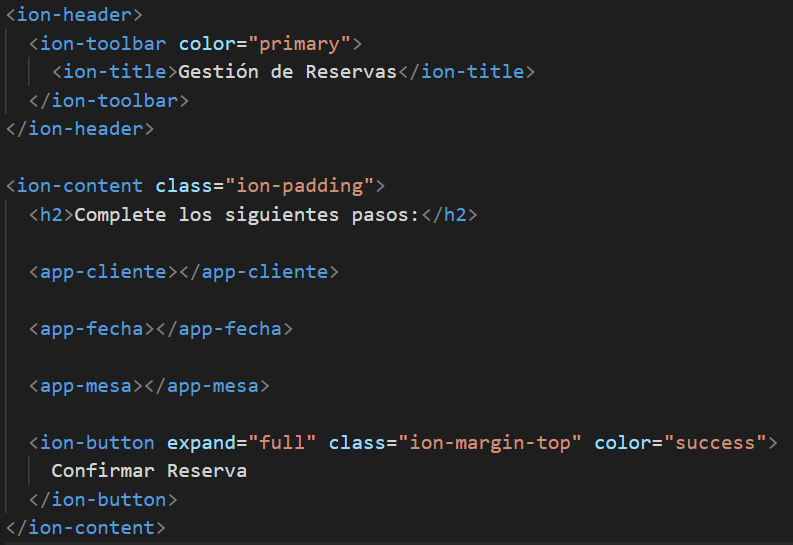 <ion-header>
<ion-toolbar color="primary">
<ion-title>Gestión de Reservas</ion-title>
</ion-toolbar>
</ion-header>
<ion-content class="ion-padding">
<h2>Complete los siguientes pasos:</h2>
<app-cliente></app-cliente>
<app-fecha></app-fecha>
<app-mesa></app-mesa>
<ion-button expand="full" class="ion-margin-top" color="success">
Confirmar Reserva
</ion-button>
</ion-content>